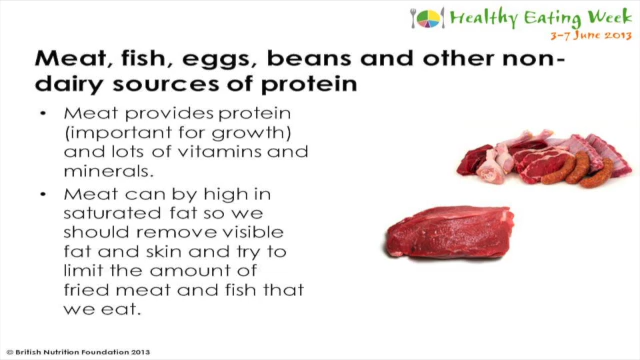 Healthy Eating Week
3-7 June 2013
Meat, fish, eggs, beans and other non-
dairy sources of protein
• Meat provides protein
(important for growth)
and lots of vitamins and
minerals.
• Meat can by high in
saturated fat so we
should remove visible
fat and skin and try to
limit the amount of
fried meat and fish that
we eat.
© British Nutrition Foundation 2013